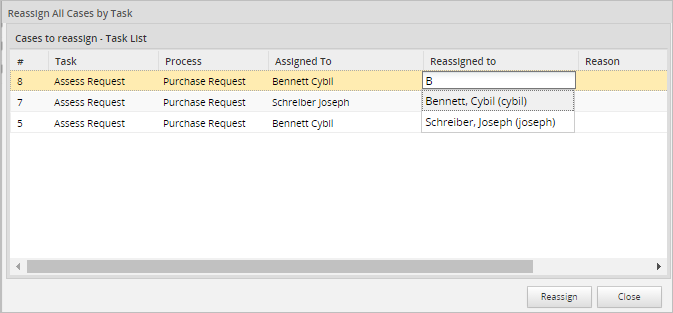 Reassign All Cases by Task
Cases to reassign - Task List
# Task Process Assigned To Reassigned to Reason
8 Assess Request Purchase Request Bennett Cybil B
7 Assess Request Purchase Request Schreiber Joseph Bennett, Cybil (cybil)
5 Assess Request Purchase Request Bennett Cybil Schreiber, Joseph (joseph)
Reassign Close